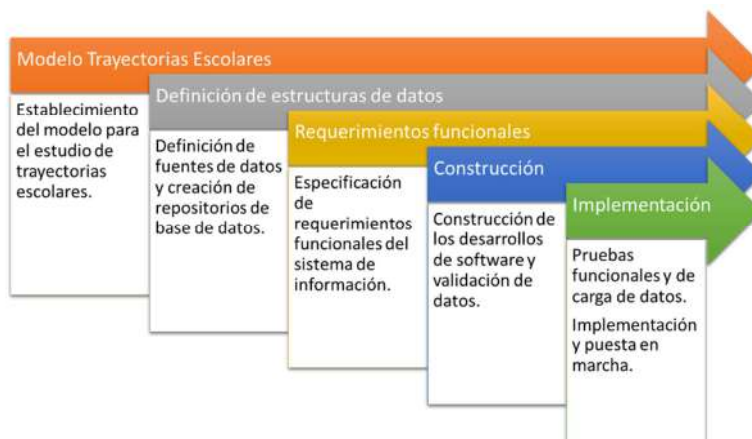 Modelo Trayectorias Escolares
Establecimiento
del modelo para
el estudio de
trayectorias
escolares.
Definición de estructuras de datos
Definición de
fuentes de datos
y creación de
repositorios de
base de datos.
Requerimientos funcionales
Especificación
de
requerimientos
funcionales del
sistema de
información.
Construcción
Construcción de
los desarrollos
de software y
validación de
datos.
Implementación
Pruebas
funcionales y de
carga de datos.
Implementación
y puesta en
marcha.